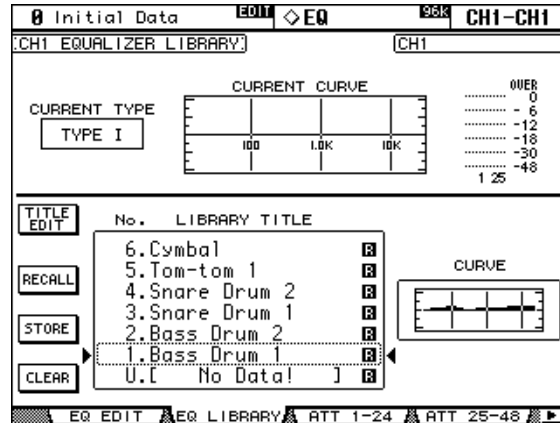 0 Initial Data EDIT ◇EQ 96K CH1-CH1
[CH1 EQUALIZER LIBRARY] [CH1
CURRENT TYPE
TYPE I
CURRENT CURVE
100 1.0K 10K
OVER
0
- 6
-12
-18
-30
-48
1 25
TITLE EDIT
RECALL
STORE
CLEAR
No. LIBRARY TITLE
6.Cymbal R
5.Tom-tom 1 R
4.Snare Drum 2 R
3.Snare Drum 1 R
2.Bass Drum 2 R
1.Bass Drum 1 R
U.[ No Data! ] R
CURVE
EQ EDIT EQ LIBRARY ATT 1-24 ATT 25-48